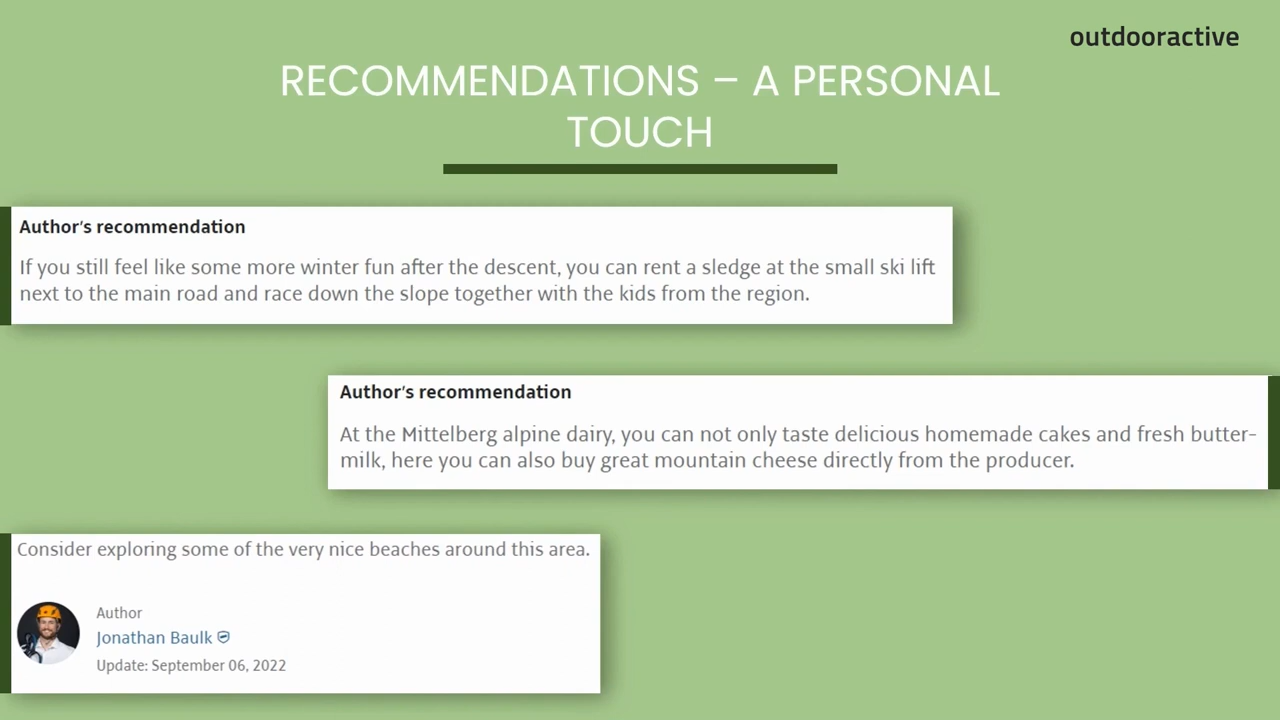 outdooractive
RECOMMENDATIONS – A PERSONAL
TOUCH
Author's recommendation
If you still feel like some more winter fun after the descent, you can rent a sledge at the small ski lift
next to the main road and race down the slope together with the kids from the region.
Author's recommendation
At the Mittelberg alpine dairy, you can not only taste delicious homemade cakes and fresh butter-
milk, here you can also buy great mountain cheese directly from the producer.
Consider exploring some of the very nice beaches around this area.
Author
Jonathan Baulk
Update: September 06, 2022